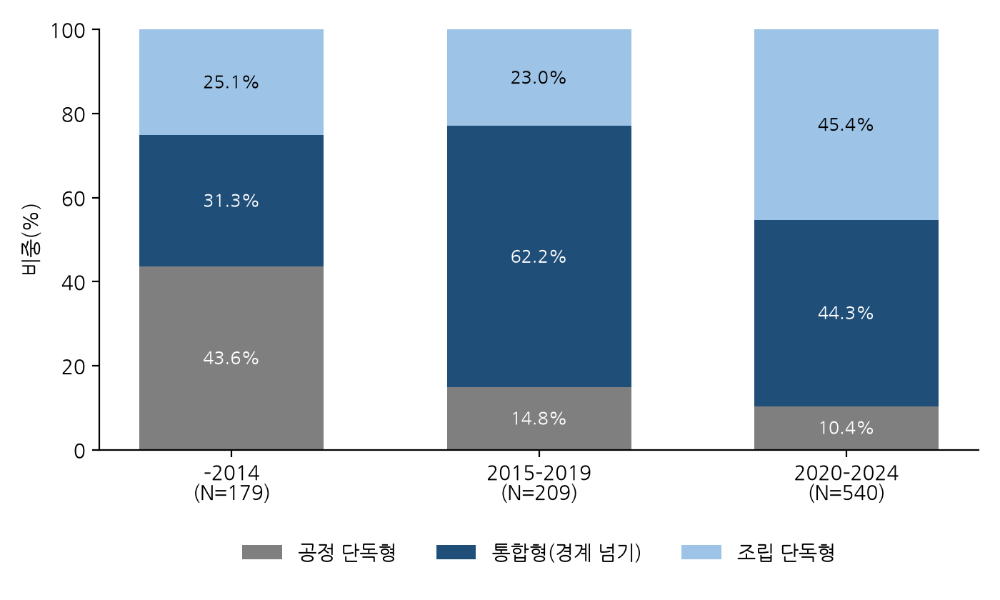 100
80
60
40
20
0
비중(%)
25.1%
31.3%
43.6%
23.0%
62.2%
14.8%
45.4%
44.3%
10.4%
-2014
(N=179)
2015-2019
(N=209)
2020-2024
(N=540)
공정 단독형
통합형(경계 넘기)
조립 단독형